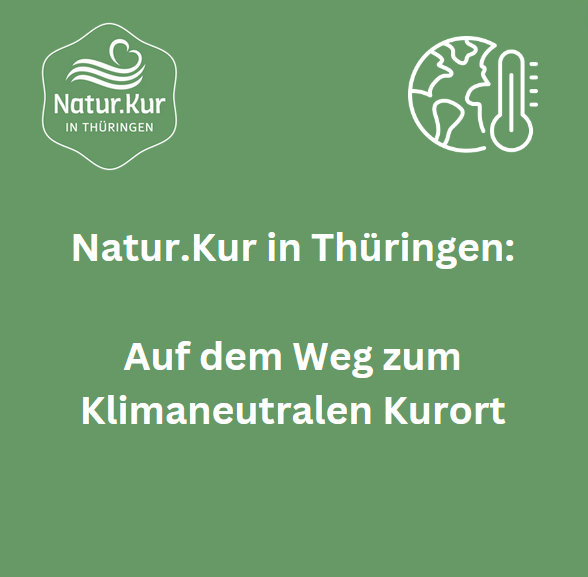 Natur.Kur
IN THÜRINGEN
Natur.Kur in Thüringen:
Auf dem Weg zum
Klimaneutralen Kurort